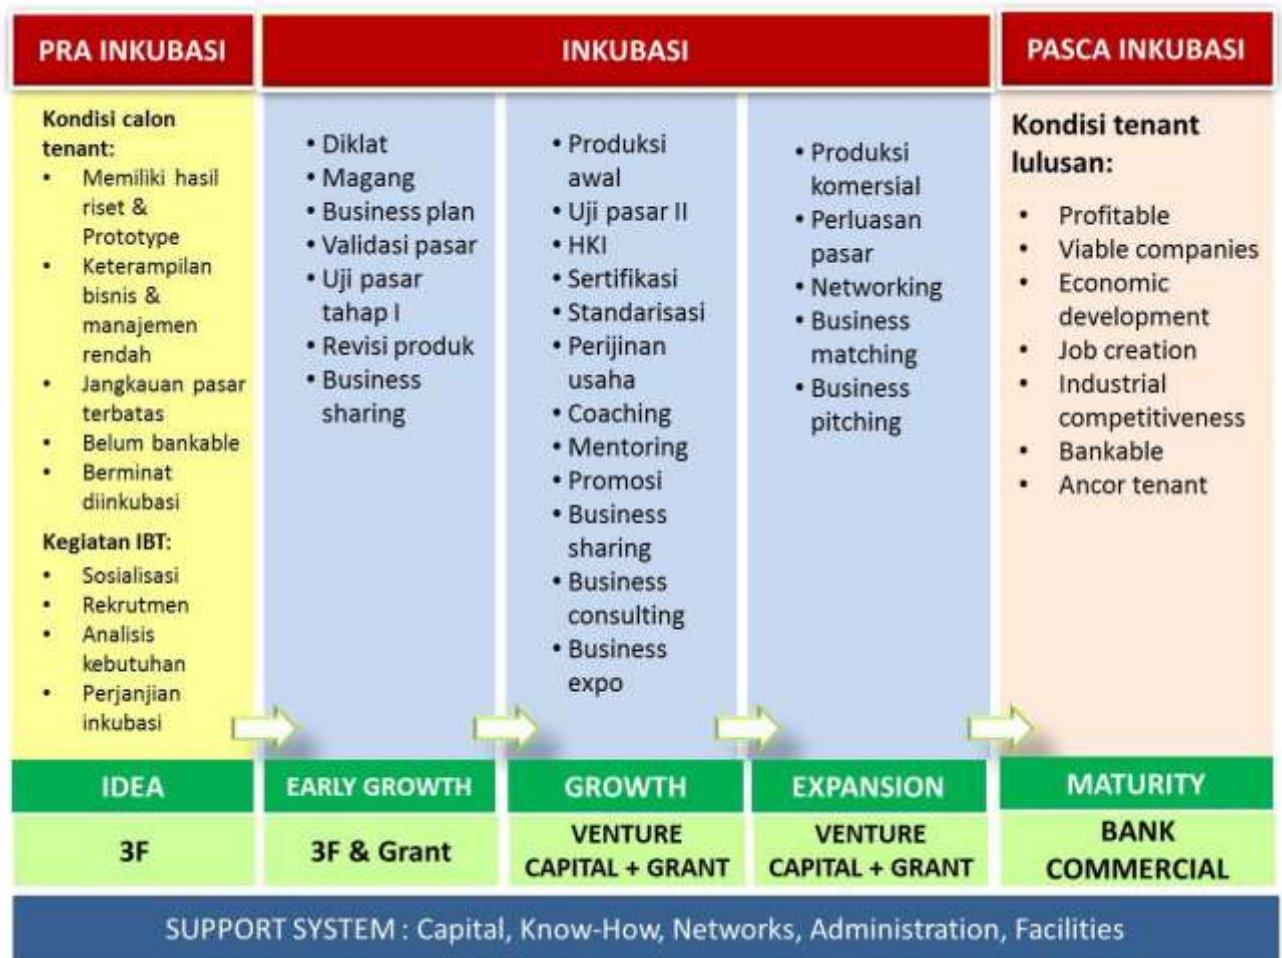 PRA INKUBASI
INKUBASI
PASCA INKUBASI
Kondisi calon
tenant:
• Memiliki hasil
riset &
Prototype
• Keterampilan
bisnis &
manajemen
rendah
• Jangkauan pasar
terbatas
• Belum bankable
• Berminat
diinkubasi
Kegiatan IBT:
• Sosialisasi
• Rekrutmen
• Analisis
kebutuhan
• Perjanjian
inkubasi
• Diklat
• Magang
• Business plan
• Validasi pasar
• Uji pasar
tahap I
• Revisi produk
• Business
sharing
• Produksi
awal
• Uji pasar II
• HKI
• Sertifikasi
• Standarisasi
• Perijinan
usaha
• Coaching
• Mentoring
• Promosi
• Business
sharing
• Business
consulting
• Business
expo
• Produksi
komersial
• Perluasan
pasar
• Networking
• Business
matching
• Business
pitching
Kondisi tenant
lulusan:
• Profitable
• Viable companies
• Economic
development
• Job creation
• Industrial
competitiveness
• Bankable
• Ancor tenant
IDEA
EARLY GROWTH
GROWTH
EXPANSION
MATURITY
3F
3F & Grant
VENTURE
CAPITAL + GRANT
VENTURE
CAPITAL + GRANT
BANK
COMMERCIAL
SUPPORT SYSTEM : Capital, Know-How, Networks, Administration, Facilities